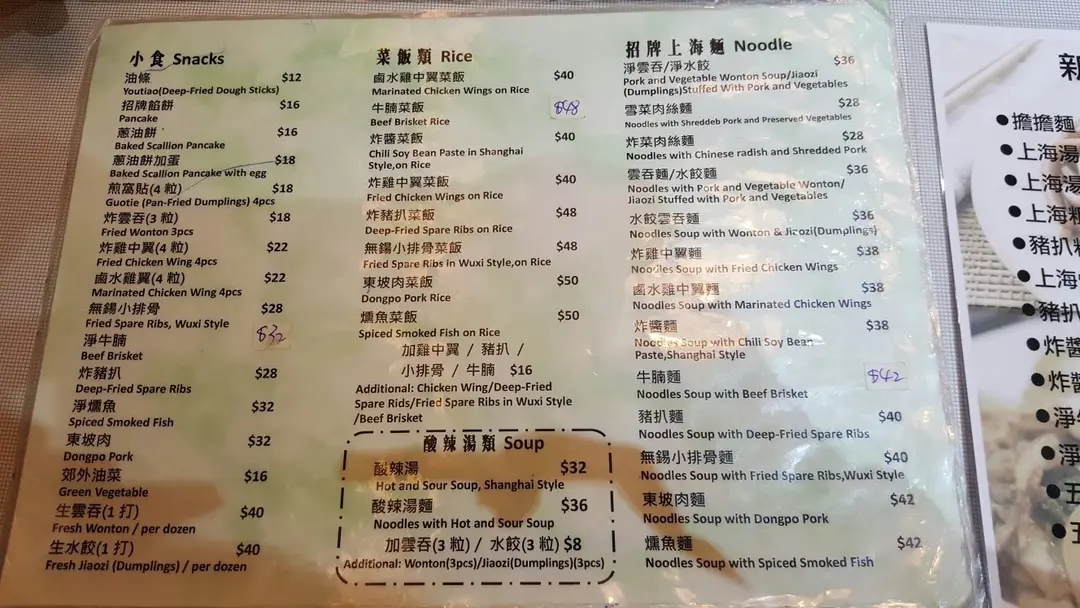 小食 Snacks
油條 $12
Youtiao(Deep-Fried Dough Sticks)
招牌餡餅 $16
Pancake
蔥油餅 $16
Baked Scallion Pancake
蔥油餅加蛋 $18
Baked Scallion Pancake with egg
煎窩貼(4 粒) $18
Guotie (Pan-Fried Dumplings) 4pcs
炸雲吞(3 粒) $18
Fried Wonton 3pcs
炸雞中翼(4 粒) $22
Fried Chicken Wing 4pcs
鹵水雞翼(4 粒) $22
Marinated Chicken Wing 4pcs
無錫小排骨 $28
Fried Spare Ribs, Wuxi Style
淨牛腩 $32
Beef Brisket
炸豬扒 $28
Deep-Fried Spare Ribs
淨燻魚 $32
Spiced Smoked Fish
東坡肉 $32
Dongpo Pork
郊外油菜 $16
Green Vegetable
生雲吞(1 打) $40
Fresh Wonton / per dozen
生水餃(1 打) $40
Fresh Jiaozi (Dumplings) / per dozen
菜飯類 Rice
鹵水雞中翼菜飯 $40
Marinated Chicken Wings on Rice
牛腩菜飯 $48
Beef Brisket Rice
炸醬菜飯 $40
Chili Soy Bean Paste in Shanghai
Style,on Rice
炸雞中翼菜飯 $40
Fried Chicken Wings on Rice
炸豬扒菜飯 $48
Deep-Fried Spare Ribs on Rice
無錫小排骨菜飯 $48
Fried Spare Ribs in Wuxi Style,on Rice
東坡肉菜飯 $50
Dongpo Pork Rice
燻魚菜飯 $50
Spiced Smoked Fish on Rice
加雞中翼 / 豬扒 /
小排骨 / 牛腩 $16
Additional: Chicken Wing/Deep-Fried
Spare Rids/Fried Spare Ribs in Wuxi Style
/Beef Brisket
酸辣湯類 Soup
酸辣湯 $32
Hot and Sour Soup, Shanghai Style
酸辣湯麵 $36
Noodles with Hot and Sour Soup
加雲吞(3 粒) / 水餃(3 粒) $8
Additional: Wonton(3pcs)/Jiaozi(Dumplings)(3pcs)
招牌上海麵 Noodle
淨雲吞/淨水餃 $36
Pork and Vegetable Wonton Soup/Jiaozi
(Dumplings)Stuffed With Pork and Vegetables
雪菜肉絲麵 $28
Noodles with Shreddeb Pork and Preserved Vegetables
炸菜肉絲麵 $28
Noodles with Chinese radish and Shredded Pork
雲吞麵/水餃麵 $36
Noodles with Pork and Vegetable Wonton/
Jiaozi Stuffed with Pork and Vegetables
水餃雲吞麵 $36
Noodles Soup with Wonton & Jiaozi(Dumplings)
炸雞中翼麵 $38
Noodles Soup with Fried Chicken Wings
鹵水雞中翼麵 $38
Noodles Soup with Marinated Chicken Wings
炸醬麵 $38
Noodles Soup with Chili Soy Bean
Paste,Shanghai Style
牛腩麵 $42
Noodles Soup with Beef Brisket
豬扒麵 $40
Noodles Soup with Deep-Fried Spare Ribs
無錫小排骨麵 $40
Noodles Soup with Fried Spare Ribs,Wuxi Style
東坡肉麵 $42
Noodles Soup with Dongpo Pork
燻魚麵 $42
Noodles Soup with Spiced Smoked Fish
新
●擔擔麵
●上海湯
●上海湯
●上海粗
●豬扒
●上海
●豬扒
●炸醬
●炸醬
●淨
●淨
●五
●五